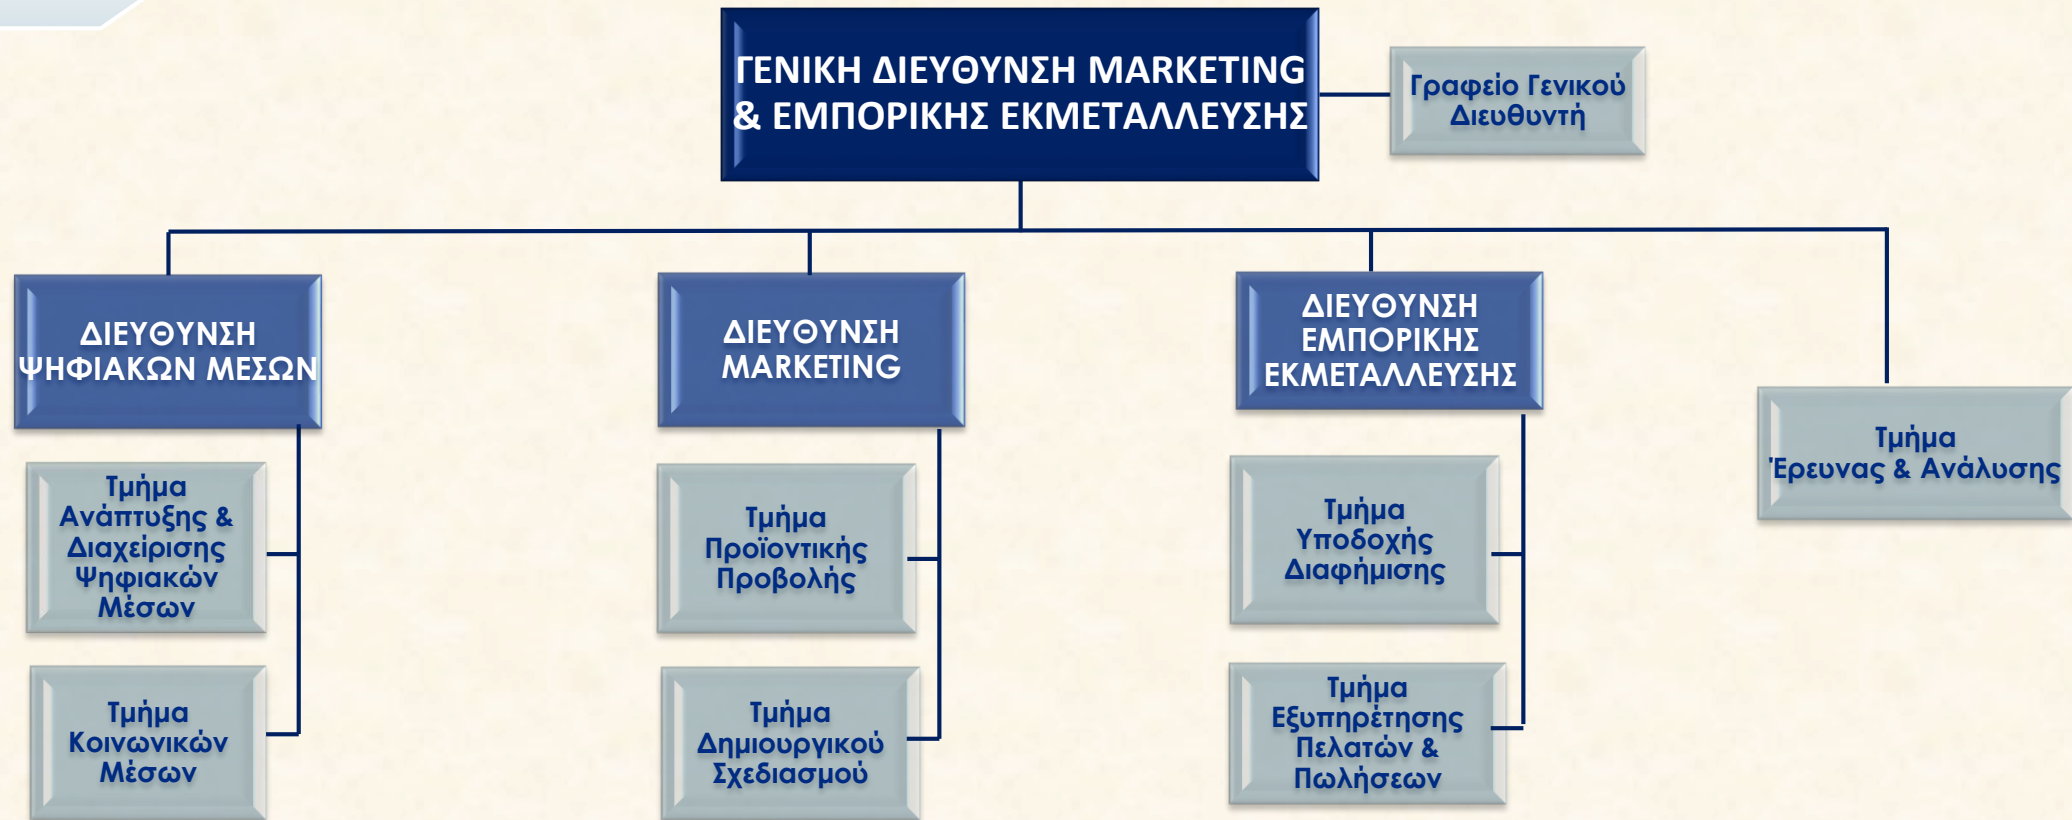 ΓΕΝΙΚΗ ΔΙΕΥΘΥΝΣΗ MARKETING
& ΕΜΠΟΡΙΚΗΣ ΕΚΜΕΤΑΛΛΕΥΣΗΣ
Γραφείο Γενικού
Διευθυντή
ΔΙΕΥΘΥΝΣΗ
ΨΗΦΙΑΚΩΝ ΜΕΣΩΝ
Τμήμα
Ανάπτυξης &
Διαχείρισης
Ψηφιακών
Μέσων
Τμήμα
Κοινωνικών
Μέσων
ΔΙΕΥΘΥΝΣΗ
MARKETING
Τμήμα
Προϊοντικής
Προβολής
Τμήμα
Δημιουργικού
Σχεδιασμού
ΔΙΕΥΘΥΝΣΗ
ΕΜΠΟΡΙΚΗΣ
ΕΚΜΕΤΑΛΛΕΥΣΗΣ
Τμήμα
Υποδοχής
Διαφήμισης
Τμήμα
Εξυπηρέτησης
Πελατών &
Πωλήσεων
Τμήμα
Έρευνας & Ανάλυσης